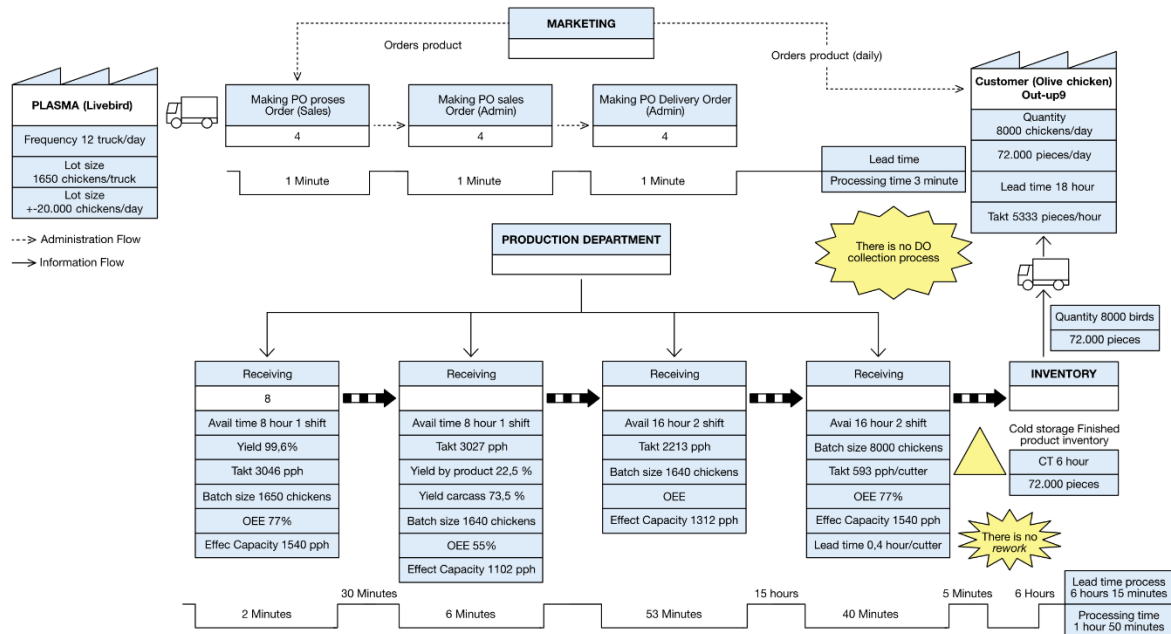 MARKETING
Orders product
Orders product (daily)
PLASMA (Livebird)
Frequency 12 truck/day
Lot size
1650 chickens/truck
Lot size
+-20.000 chickens/day
Making PO proses
Order (Sales)
4
Making PO sales
Order (Admin)
4
Making PO Delivery Order
(Admin)
4
1 Minute
1 Minute
1 Minute
Lead time
Processing time 3 minute
Customer (Olive chicken)
Out-up9
Quantity
8000 chickens/day
72.000 pieces/day
Lead time 18 hour
Takt 5333 pieces/hour
Administration Flow
Information Flow
PRODUCTION DEPARTMENT
There is no DO
collection process
Quantity 8000 birds
72.000 pieces
Receiving
8
Avail time 8 hour 1 shift
Yield 99,6%
Takt 3046 pph
Batch size 1650 chickens
OEE 77%
Effec Capacity 1540 pph
Receiving
Avail time 8 hour 1 shift
Takt 3027 pph
Yield by product 22,5 %
Yield carcass 73,5 %
Batch size 1640 chickens
OEE 55%
Effect Capacity 1102 pph
Receiving
Avail 16 hour 2 shift
Takt 2213 pph
Batch size 1640 chickens
OEE
Effect Capacity 1312 pph
Receiving
Avai 16 hour 2 shift
Batch size 8000 chickens
Takt 593 pph/cutter
OEE 77%
Effec Capacity 1540 pph
Lead time 0,4 hour/cutter
INVENTORY
Cold storage Finished
product inventory
CT 6 hour
72.000 pieces
There is no
rework
2 Minutes
30 Minutes
6 Minutes
53 Minutes
15 hours
40 Minutes
5 Minutes
6 Hours
Lead time process
6 hours 15 minutes
Processing time
1 hour 50 minutes